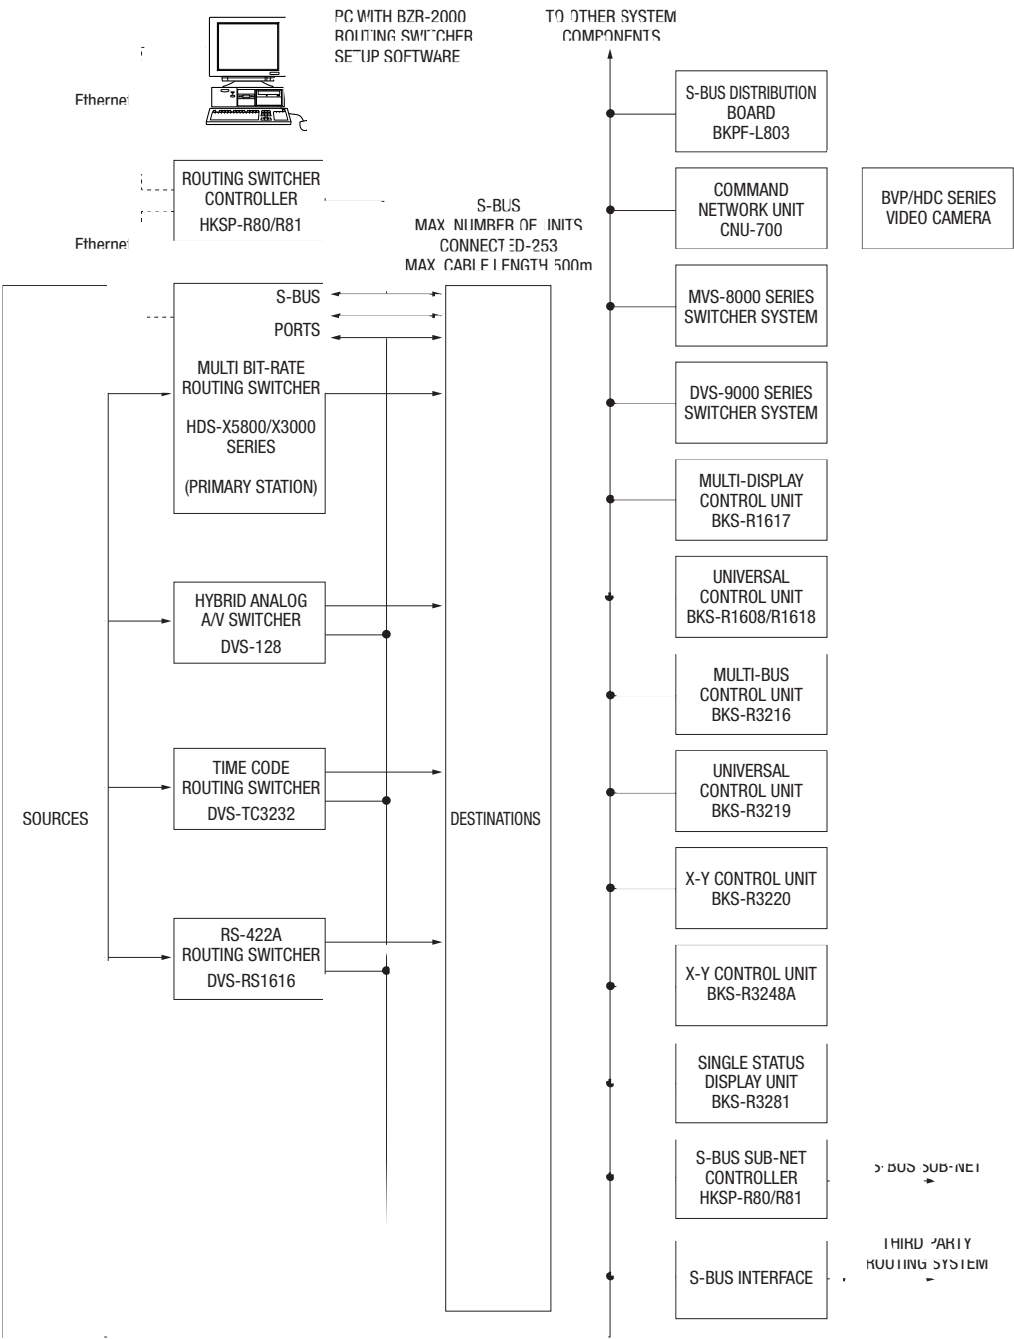 PC WITH BZR-2000
ROUTING SWITCHER
SETUP SOFTWARE
TO OTHER SYSTEM
COMPONENTS
Ethernet
ROUTING SWITCHER
CONTROLLER
HKSP-R80/R81
Ethernet
S-BUS
MAX. NUMBER OF UNITS
CONNECTED-253
MAX. CABLE LENGTH 500m
SOURCES
S-BUS
PORTS
MULTI BIT-RATE
ROUTING SWITCHER
HDS-X5800/X3000
SERIES
(PRIMARY STATION)
HYBRID ANALOG
A/V SWITCHER
DVS-128
TIME CODE
ROUTING SWITCHER
DVS-TC3232
RS-422A
ROUTING SWITCHER
DVS-RS1616
DESTINATIONS
S-BUS DISTRIBUTION
BOARD
BKPF-L803
COMMAND
NETWORK UNIT
CNU-700
BVP/HDC SERIES
VIDEO CAMERA
MVS-8000 SERIES
SWITCHER SYSTEM
DVS-9000 SERIES
SWITCHER SYSTEM
MULTI-DISPLAY
CONTROL UNIT
BKS-R1617
UNIVERSAL
CONTROL UNIT
BKS-R1608/R1618
MULTI-BUS
CONTROL UNIT
BKS-R3216
UNIVERSAL
CONTROL UNIT
BKS-R3219
X-Y CONTROL UNIT
BKS-R3220
X-Y CONTROL UNIT
BKS-R3248A
SINGLE STATUS
DISPLAY UNIT
BKS-R3281
S-BUS SUB-NET
CONTROLLER
HKSP-R80/R81
S-BUS SUB-NET
S-BUS INTERFACE
THIRD PARTY
ROUTING SYSTEM